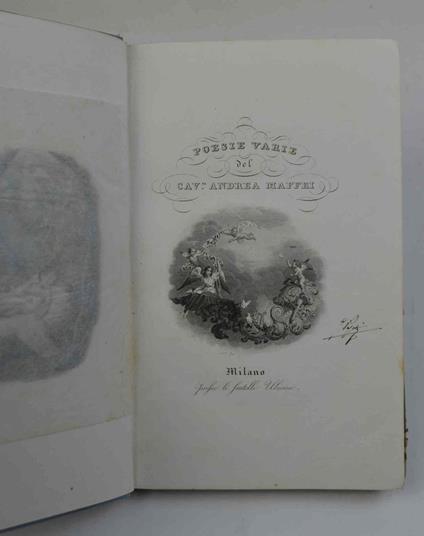 POESIE VARIE
del
CAV.R ANDREA MAFFEI
Milano
presso li fratelli Ubicini.